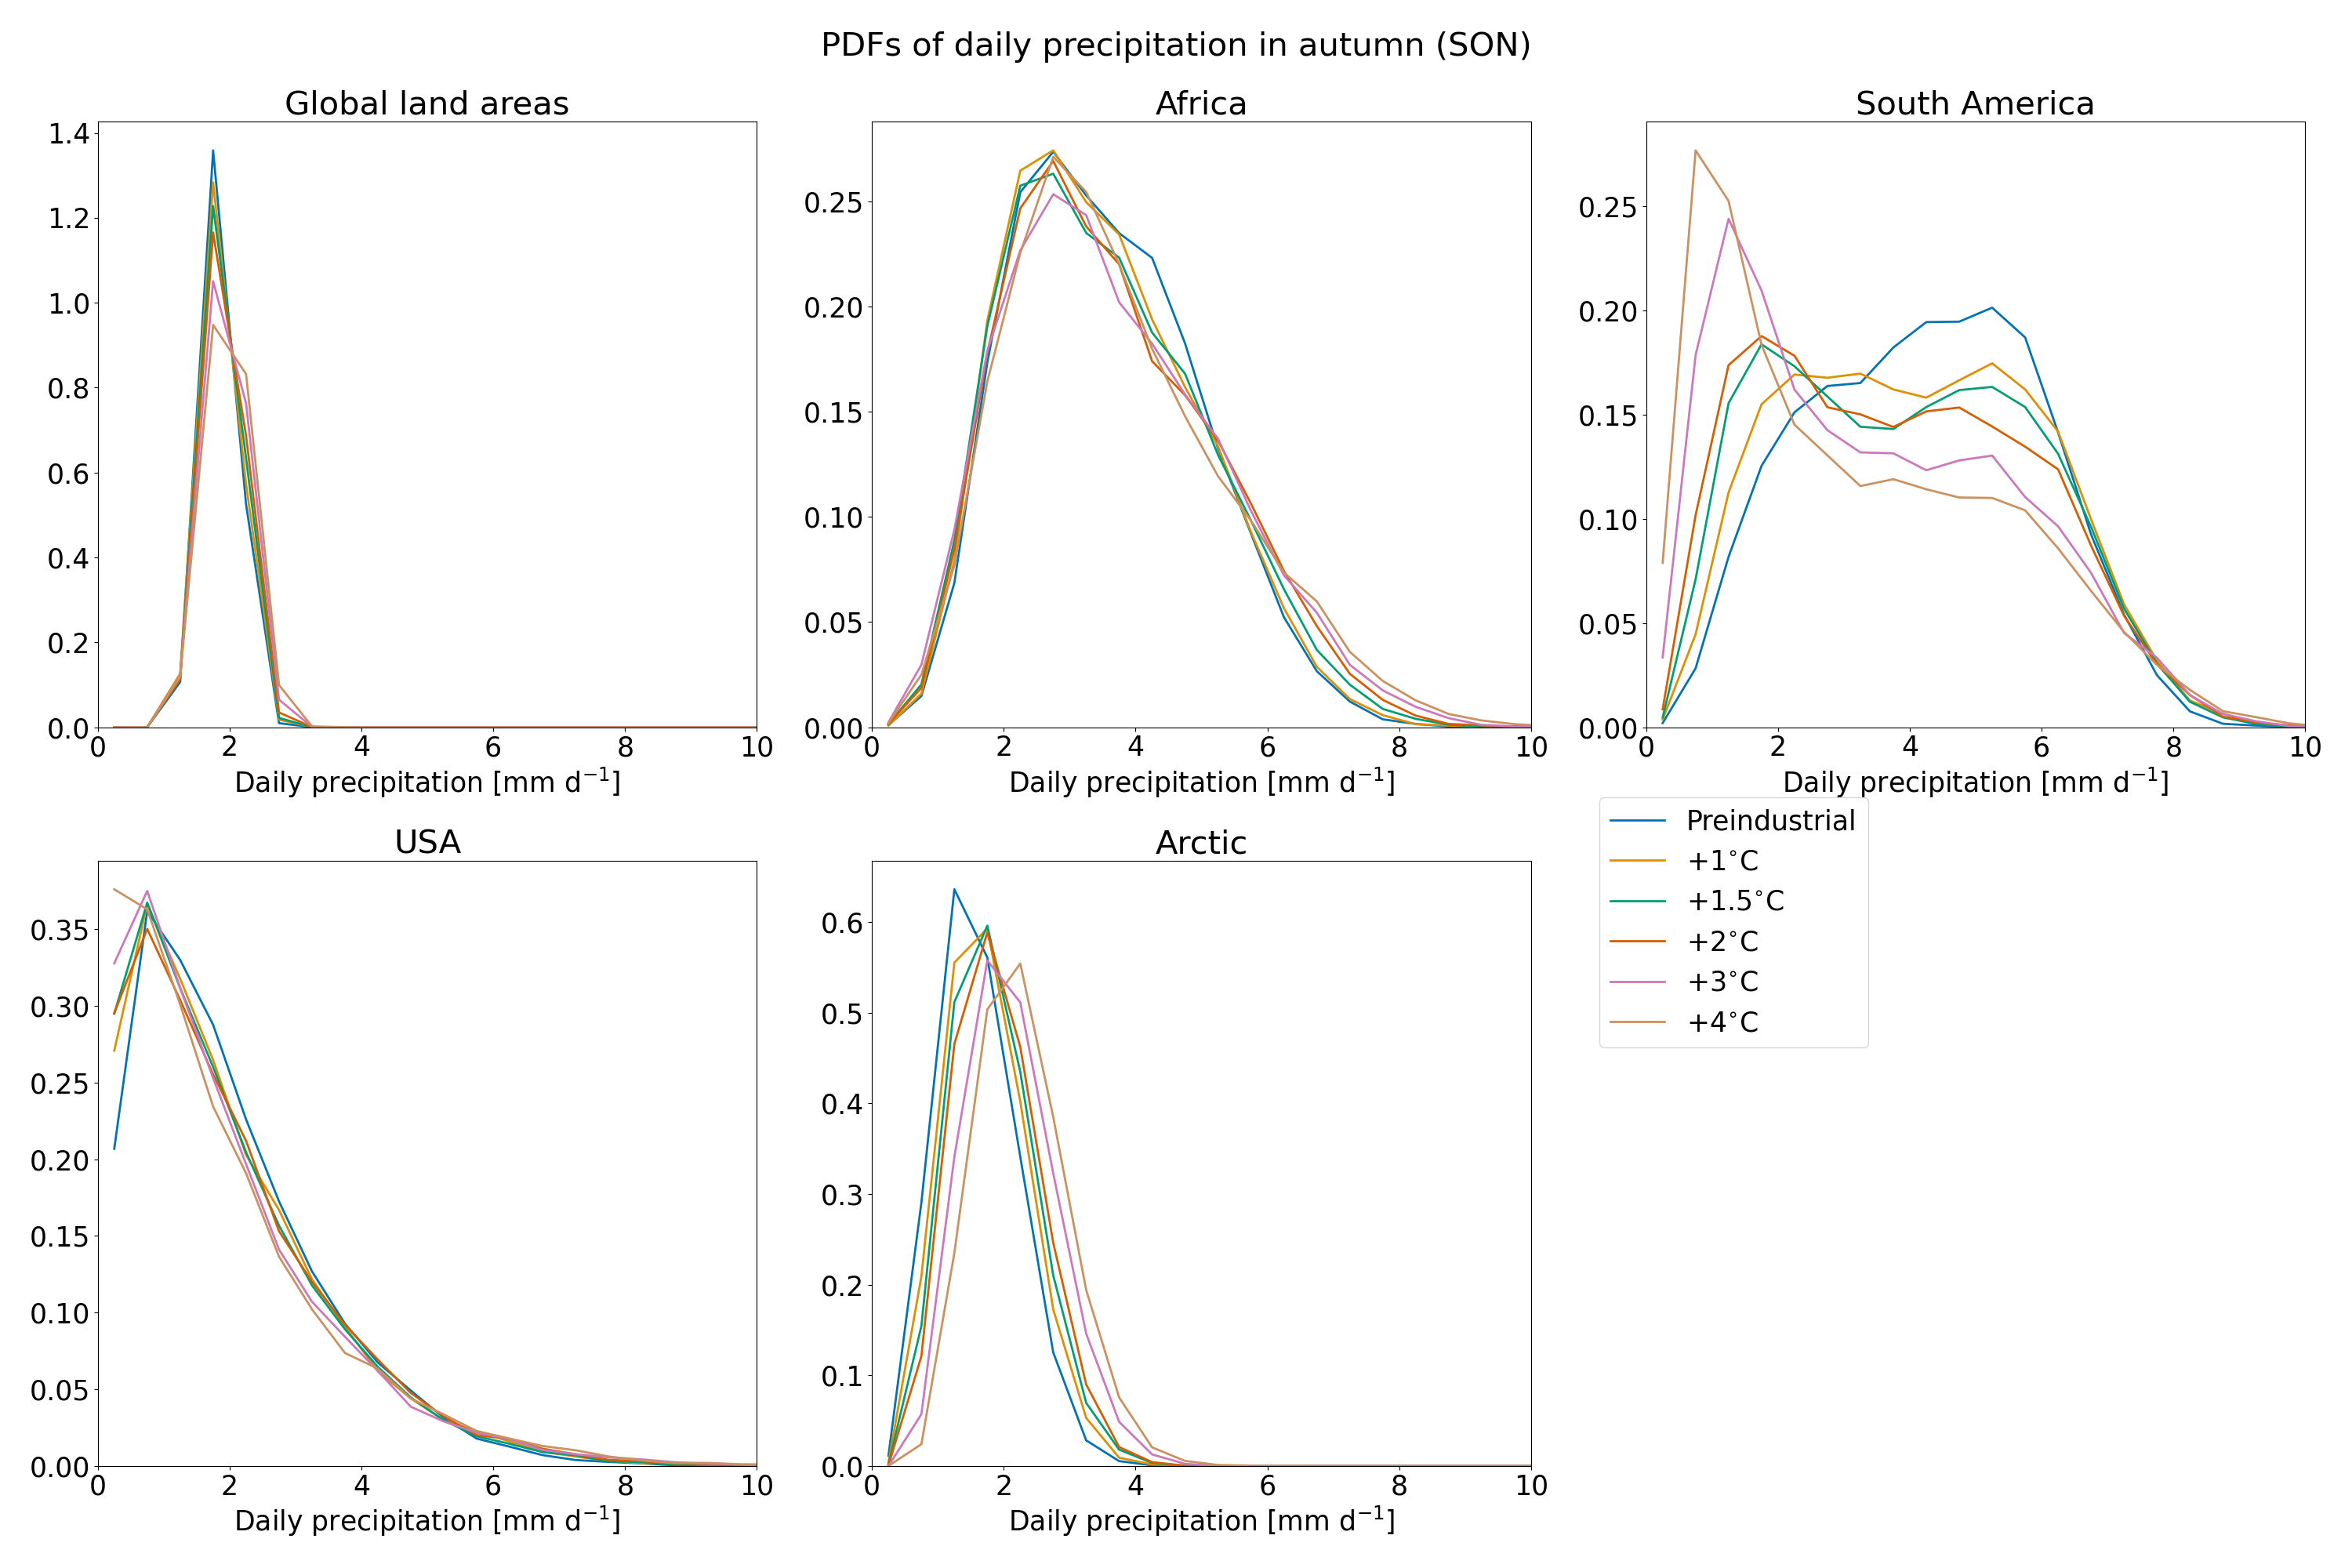 PDFs of daily precipitation in autumn (SON)
Global land areas
1.4
1.2
1.0
0.8
0.6
0.4
0.2
0.0
0 2 4 6 8 10
Daily precipitation [mm d⁻¹]
Africa
0.25
0.20
0.15
0.10
0.05
0.00
0 2 4 6 8 10
Daily precipitation [mm d⁻¹]
South America
0.25
0.20
0.15
0.10
0.05
0.00
0 2 4 6 8 10
Daily precipitation [mm d⁻¹]
USA
0.35
0.30
0.25
0.20
0.15
0.10
0.05
0.00
0 2 4 6 8 10
Daily precipitation [mm d⁻¹]
Arctic
0.6
0.5
0.4
0.3
0.2
0.1
0.0
0 2 4 6 8 10
Daily precipitation [mm d⁻¹]
Preindustrial
+1°C
+1.5°C
+2°C
+3°C
+4°C